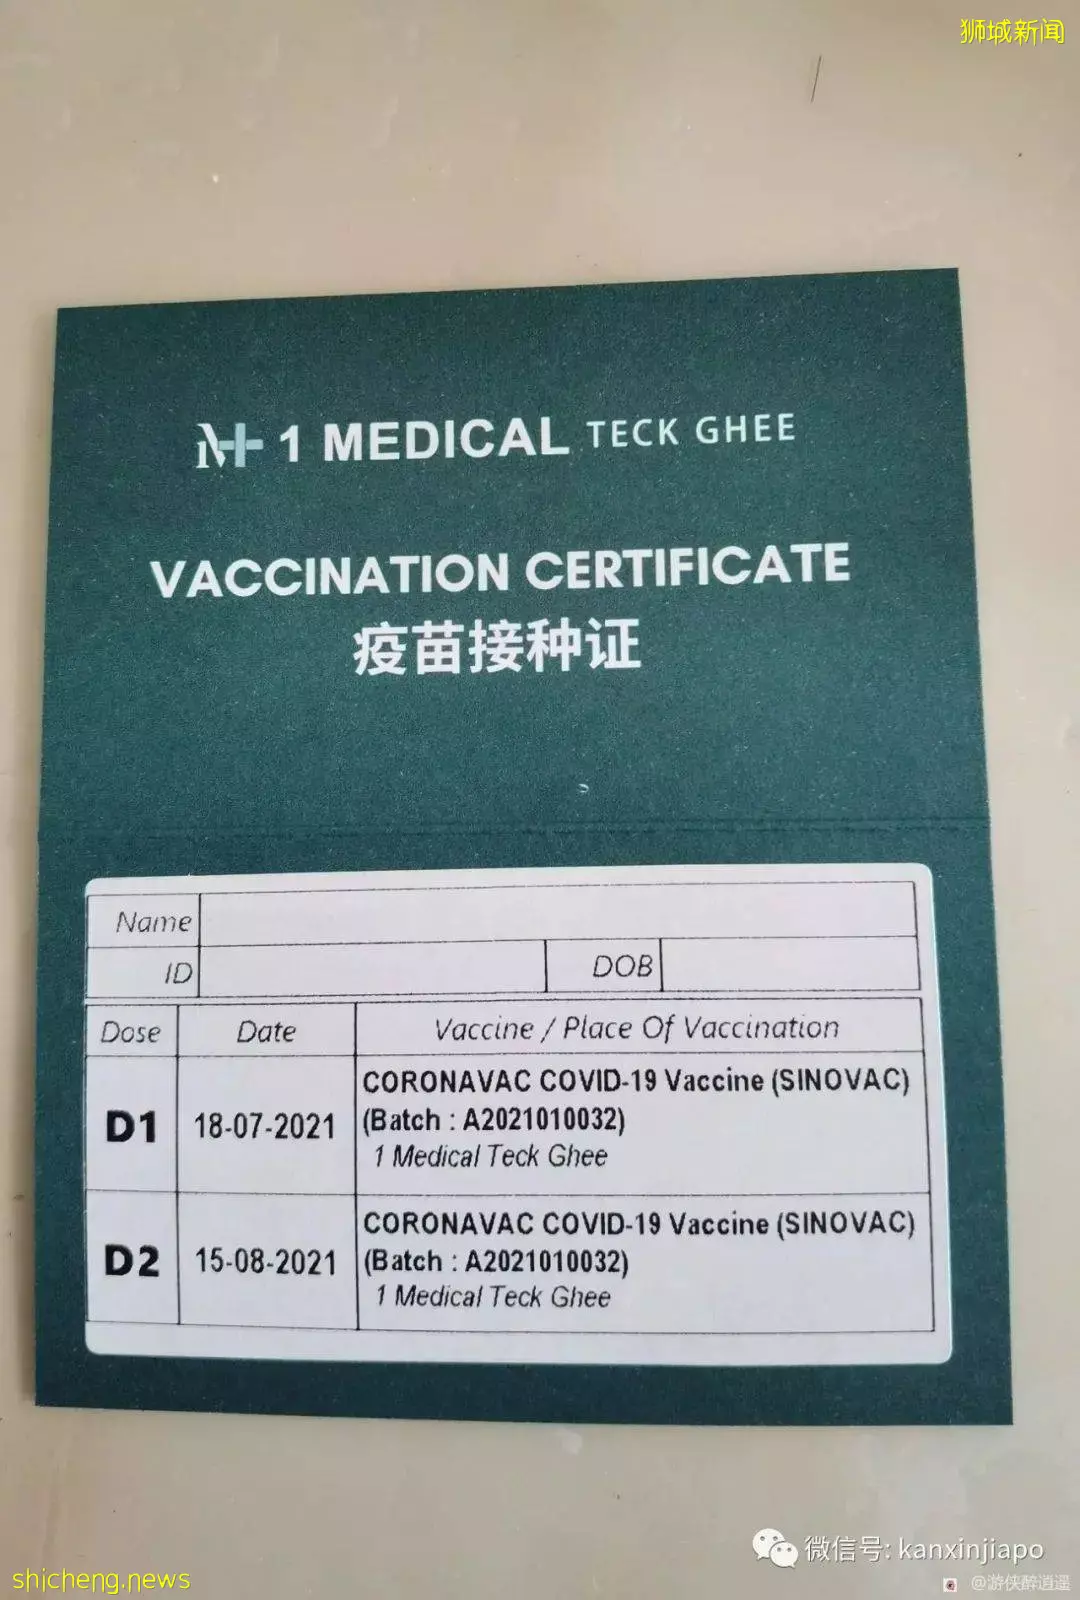 狮城新闻
1 MEDICAL TECK GHEE
VACCINATION CERTIFICATE
疫苗接种证
Name
ID DOB
Dose Date Vaccine / Place Of Vaccination
D1 18-07-2021 CORONAVAC COVID-19 Vaccine (SINOVAC)
(Batch : A2021010032)
1 Medical Teck Ghee
D2 15-08-2021 CORONAVAC COVID-19 Vaccine (SINOVAC)
(Batch : A2021010032)
1 Medical Teck Ghee
微信号: kanxinjiapo
shicheng.news
@游侠醉逍遥